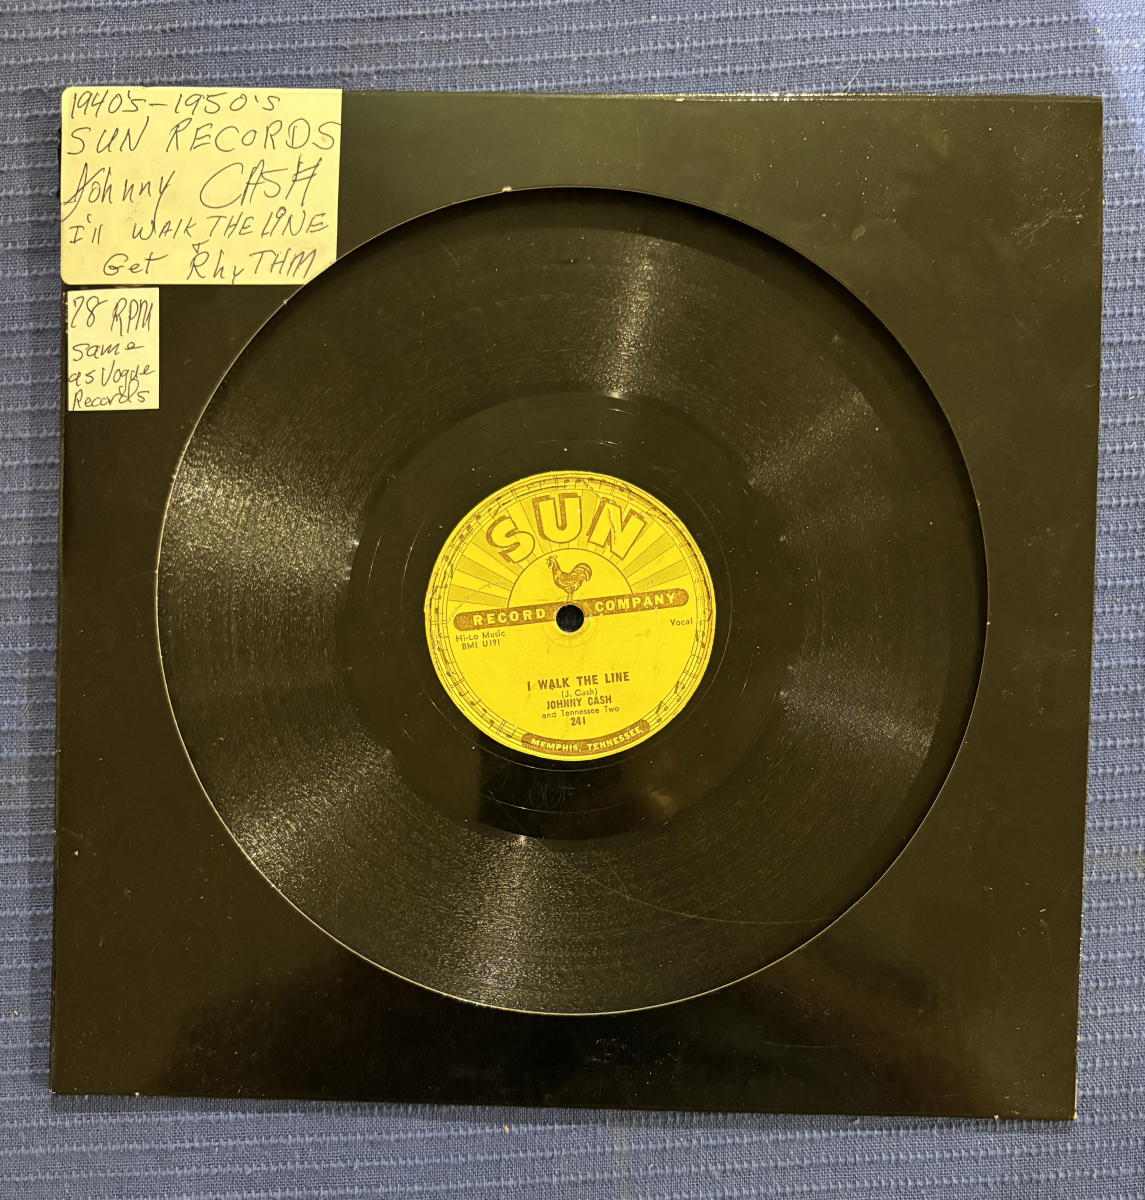 1940's-1950's
SUN RECORDS
Johnny CASH
I'll WALK THE LINE
& Get RhyTHM
78 RPM
same
as Vogue
Records
SUN
RECORD COMPANY
Hi-Lo Music
BMI U191
Vocal
I WALK THE LINE
(J. Cash)
JOHNNY CASH
and Tennessee Two
241
MEMPHIS, TENNESSEE